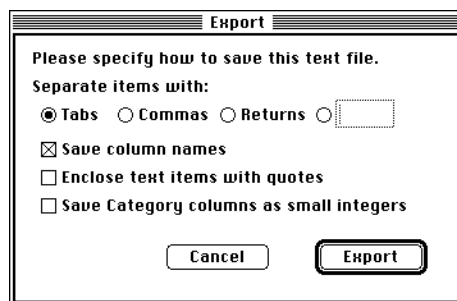 Export
Please specify how to save this text file.
Separate items with:
Tabs Commas Returns
Save column names
Enclose text items with quotes
Save Category columns as small integers
Cancel Export